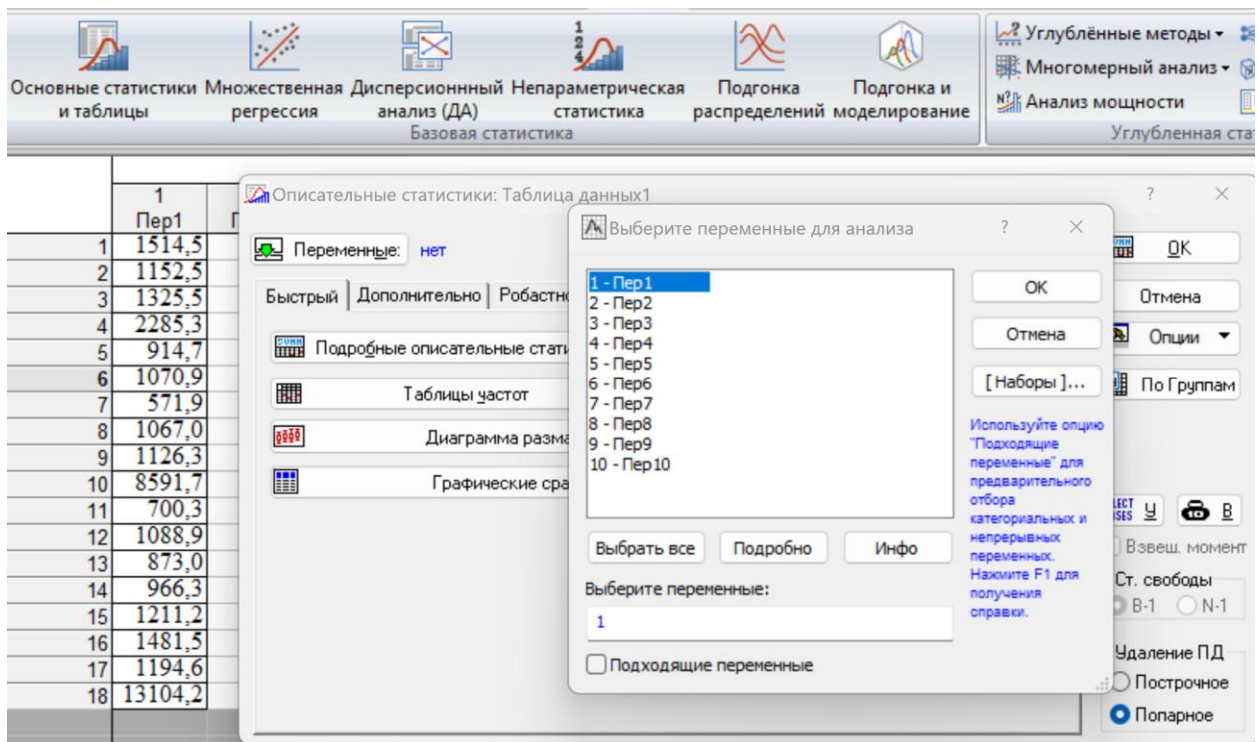 Основные статистики
и таблицы
Множественная
регрессия
Дисперсионнный
анализ (ДА)
Непараметрическая
статистика
Подгонка
распределений
Подгонка и
моделирование
Базовая статистика
Углублённые методы
Многомерный анализ
Анализ мощности
Углубленная ста
1
Пер1
1 1514,5
2 1152,5
3 1325,5
4 2285,3
5 914,7
6 1070,9
7 571,9
8 1067,0
9 1126,3
10 8591,7
11 700,3
12 1088,9
13 873,0
14 966,3
15 1211,2
16 1481,5
17 1194,6
18 13104,2
Описательные статистики: Таблица данных1
?
Переменные: нет
Быстрый Дополнительно Робастно
Подробные описательные стати
Таблицы частот
Диаграмма разма
Графические сра
Выберите переменные для анализа
?
1 - Пер1
2 - Пер2
3 - Пер3
4 - Пер4
5 - Пер5
6 - Пер6
7 - Пер7
8 - Пер8
9 - Пер9
10 - Пер10
OK
Отмена
[ Наборы ]...
Используйте опцию
"Подходящие
переменные" для
предварительного
отбора
категориальных и
непрерывных
переменных.
Нажмите F1 для
получения
справки.
Выбрать все Подробно Инфо
Выберите переменные:
1
Подходящие переменные
OK
Отмена
Опции
По Группам
У
В
Взвеш. момент
Ст. свободы
В-1 N-1
Удаление ПД
Построчное
Попарное